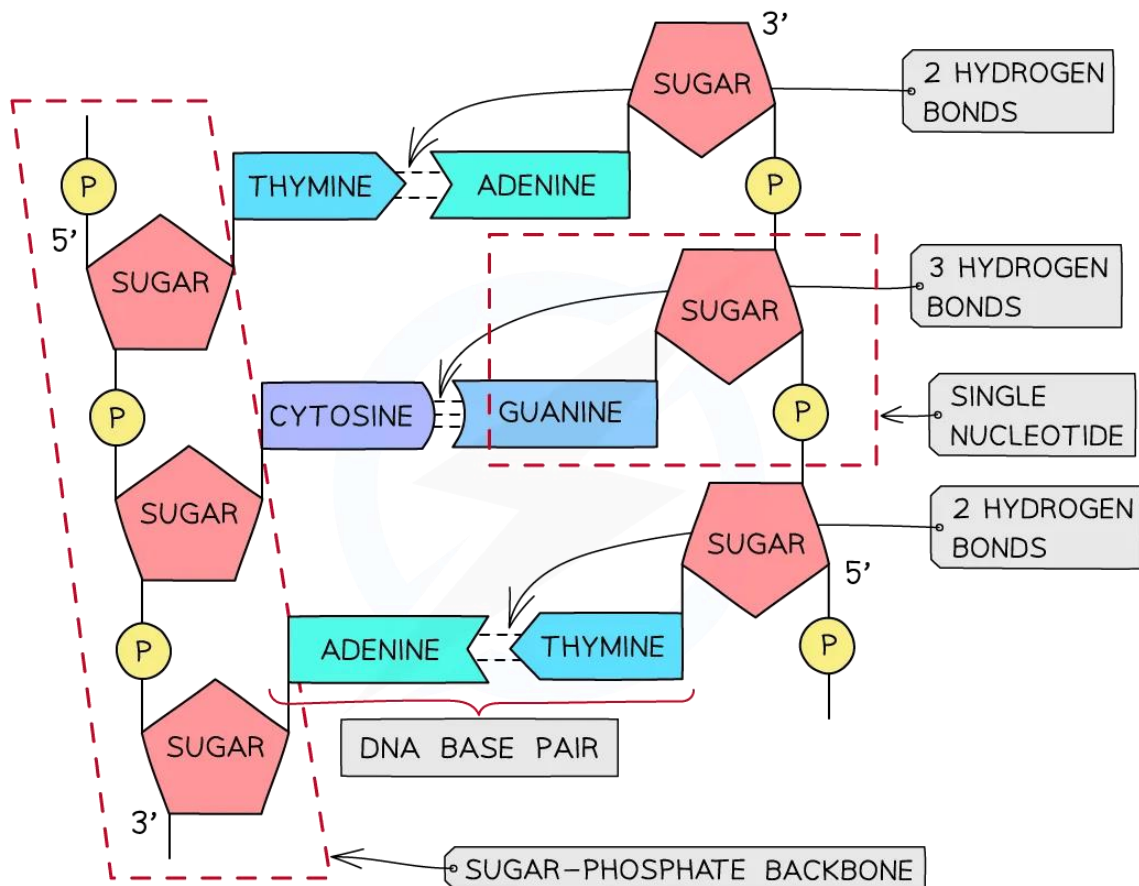 3'
SUGAR
2 HYDROGEN
BONDS
P
THYMINE
ADENINE
P
5'
SUGAR
SUGAR
3 HYDROGEN
BONDS
P
CYTOSINE
GUANINE
P
SINGLE
NUCLEOTIDE
SUGAR
SUGAR
2 HYDROGEN
BONDS
5'
P
ADENINE
THYMINE
P
SUGAR
DNA BASE PAIR
3'
SUGAR-PHOSPHATE BACKBONE